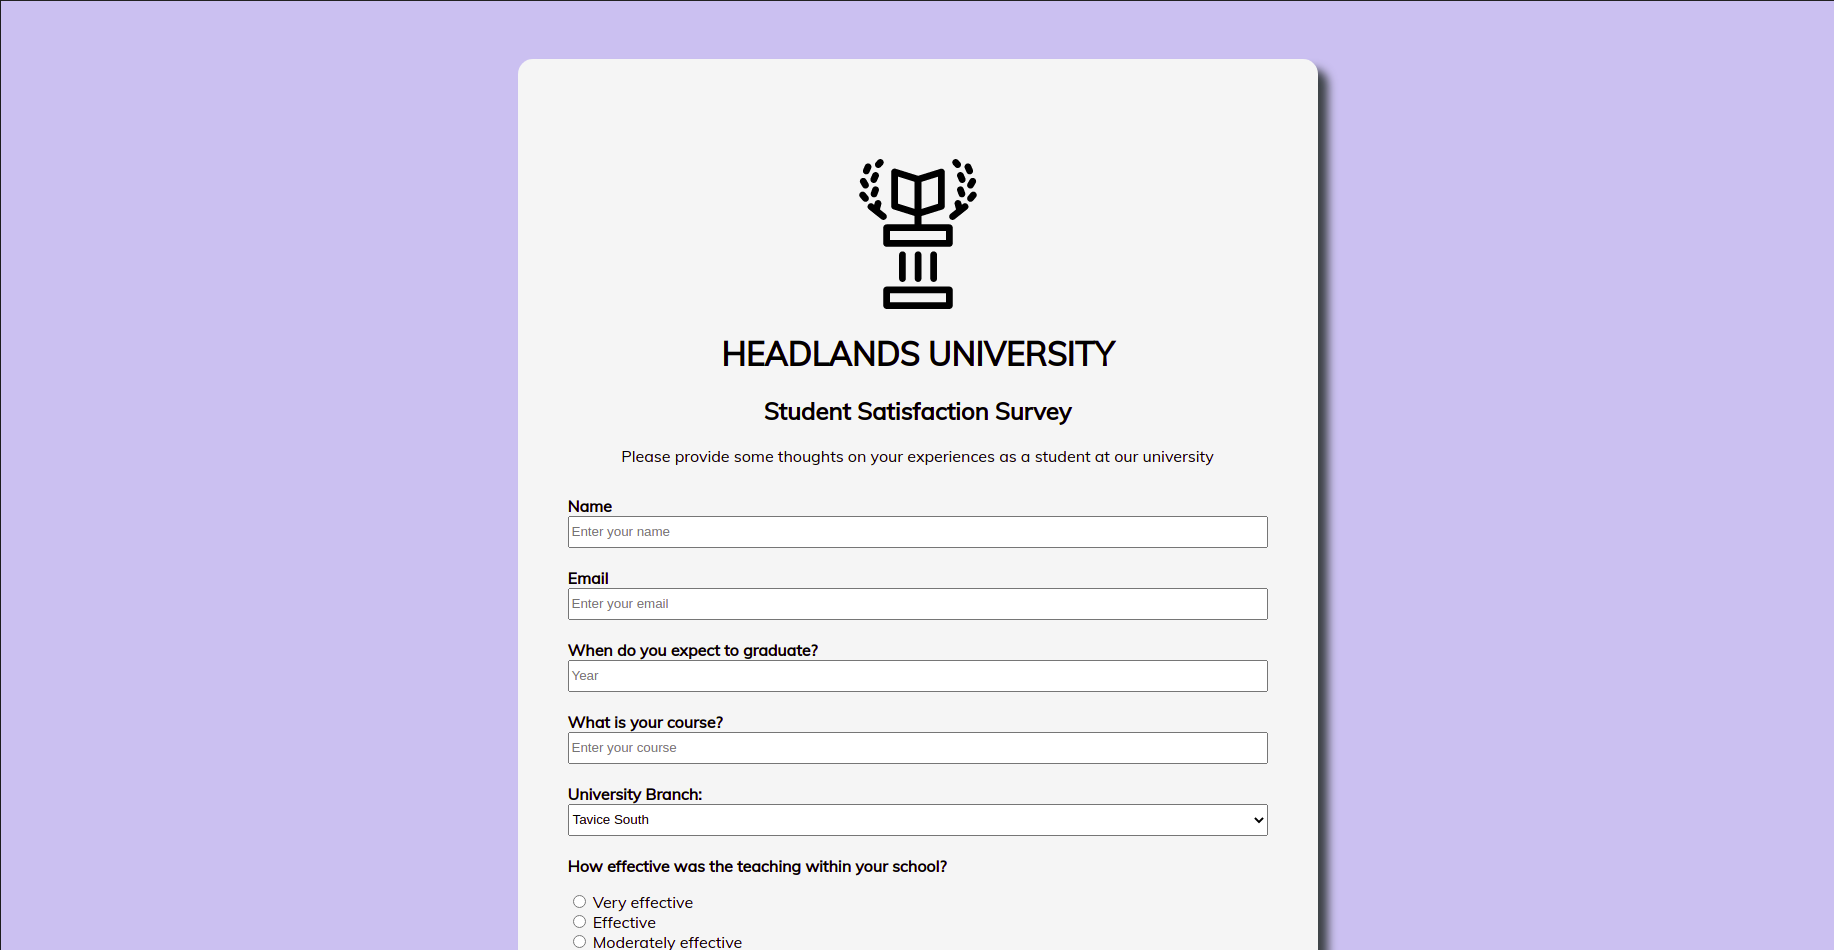 HEADLANDS UNIVERSITY
Student Satisfaction Survey
Please provide some thoughts on your experiences as a student at our university
Name
Enter your name
Email
Enter your email
When do you expect to graduate?
Year
What is your course?
Enter your course
University Branch:
Tavice South
How effective was the teaching within your school?
Very effective
Effective
Moderately effective